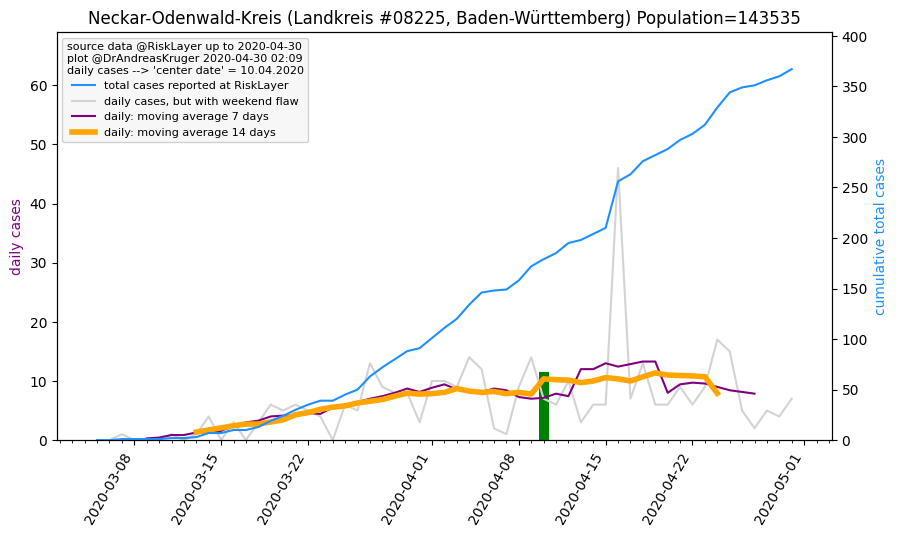 Neckar-Odenwald-Kreis (Landkreis #08225, Baden-Württemberg) Population=143535
source data @RiskLayer up to 2020-04-30
plot @DrAndreasKruger 2020-04-30 02:09
daily cases --> 'center date' = 10.04.2020
total cases reported at RiskLayer
daily cases, but with weekend flaw
daily: moving average 7 days
daily: moving average 14 days
daily cases
0
10
20
30
40
50
60
cumulative total cases
0
50
100
150
200
250
300
350
400
2020-03-08
2020-03-15
2020-03-22
2020-04-01
2020-04-08
2020-04-15
2020-04-22
2020-05-01